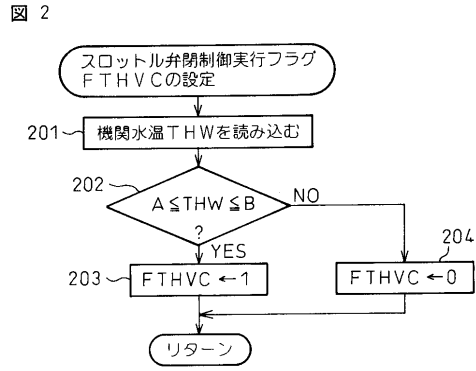 図 2
スロットル弁閉制御実行フラグ
FTHVCの設定
201
機関水温THWを読み込む
202
A≦THW≦B
?
NO
YES
203
FTHVC←1
204
FTHVC←0
リターン